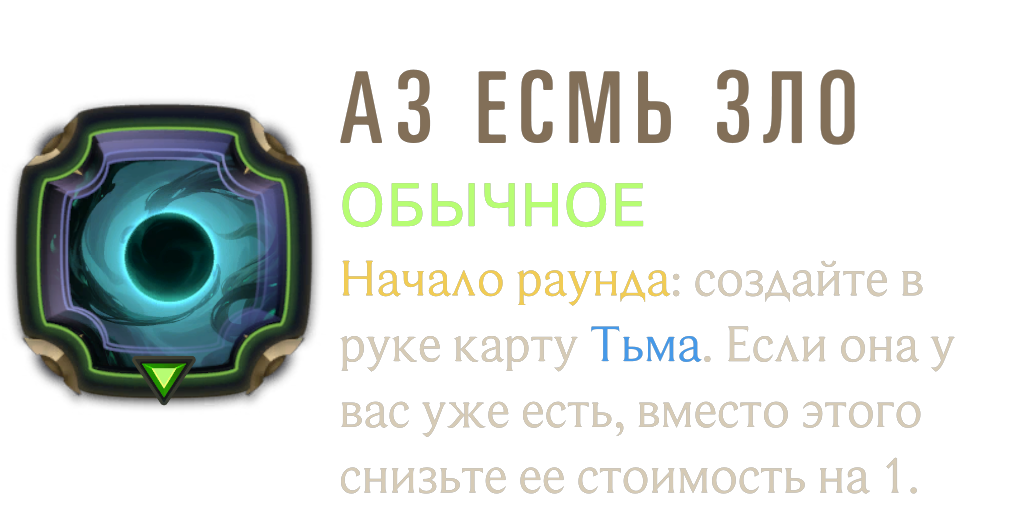 АЗ ЕСМЬ ЗЛО
ОБЫЧНОЕ
Начало раунда: создайте в
руке карту Тьма. Если она у
вас уже есть, вместо этого
снизьте ее стоимость на 1.